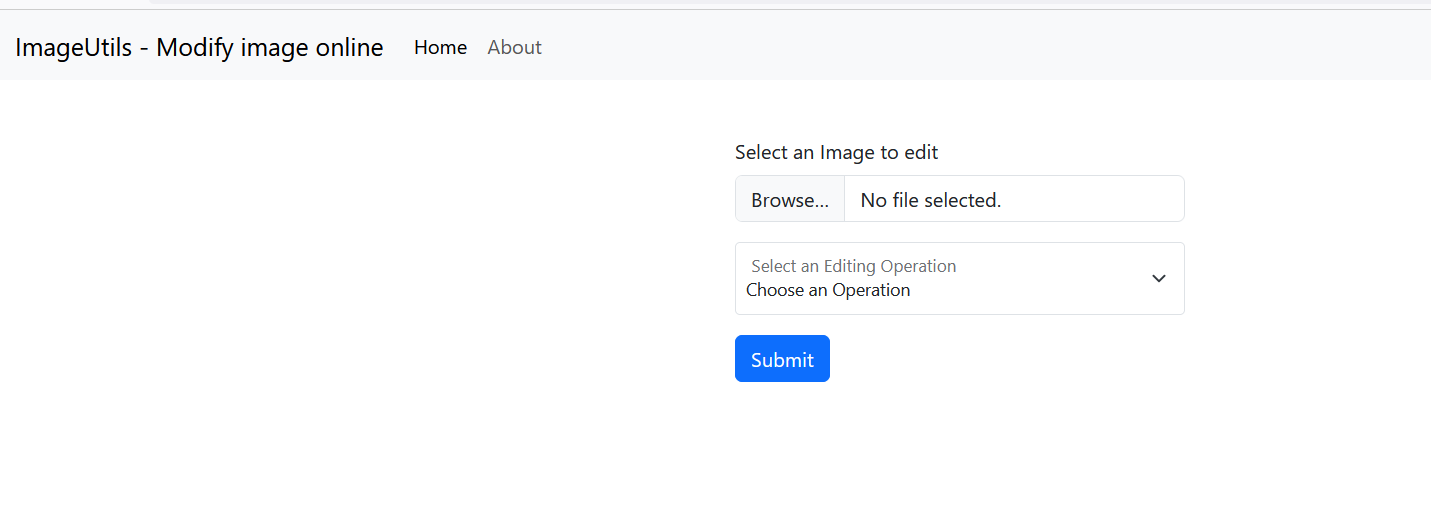 ImageUtils - Modify image online Home About
Select an Image to edit
Browse... No file selected.
Select an Editing Operation
Choose an Operation
Submit